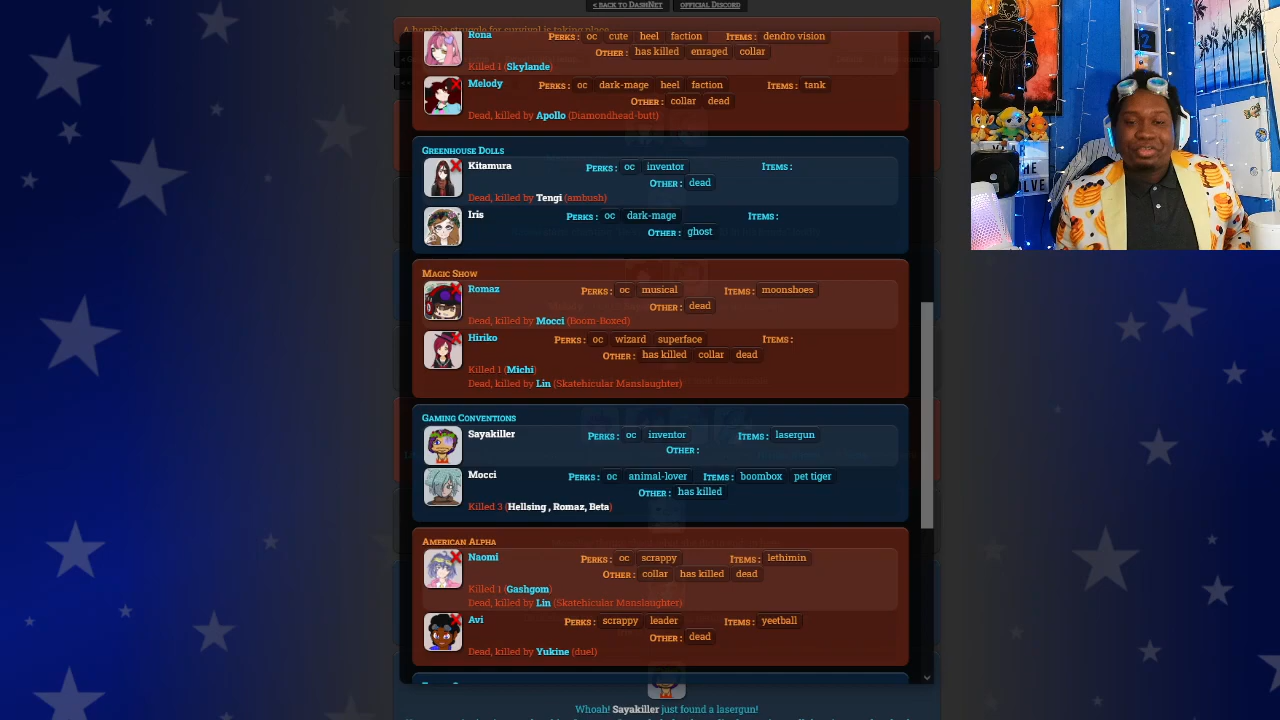 < BACK TO DASHNET OFFICIAL DISCORD
A horrible struggle for survival is taking place.
Rona PERKS : oc cute heel faction ITEMS : dendro vision
OTHER : has killed enraged collar
Killed 1 (Skylande)
Melody PERKS : oc dark-mage heel faction ITEMS : tank
OTHER : collar dead
Dead, killed by Apollo (Diamondhead-butt)
GREENHOUSE DOLLS
Kitamura PERKS : oc inventor ITEMS :
OTHER : dead
Dead, killed by Tengi (ambush)
Iris PERKS : oc dark-mage ITEMS :
OTHER : ghost
MAGIC SHOW
Romaz PERKS : oc musical ITEMS : moonshoes
OTHER : dead
Dead, killed by Mocci (Boom-Boxed)
Hiriko PERKS : oc wizard superface ITEMS :
OTHER : has killed collar dead
Killed 1 (Michi)
Dead, killed by Lin (Skatehicular Manslaughter)
GAMING CONVENTIONS
Sayakiller PERKS : oc inventor ITEMS : lasergun
OTHER :
Mocci PERKS : oc animal-lover ITEMS : boombox pet tiger
OTHER : has killed
Killed 3 (Hellsing , Romaz, Beta)
AMERICAN ALPHA
Naomi PERKS : oc scrappy ITEMS : lethimin
OTHER : collar has killed dead
Killed 1 (Gashgom)
Dead, killed by Lin (Skatehicular Manslaughter)
Avi PERKS : scrappy leader ITEMS : yeetball
OTHER : dead
Dead, killed by Yukine (duel)
Whoah! Sayakiller just found a lasergun!